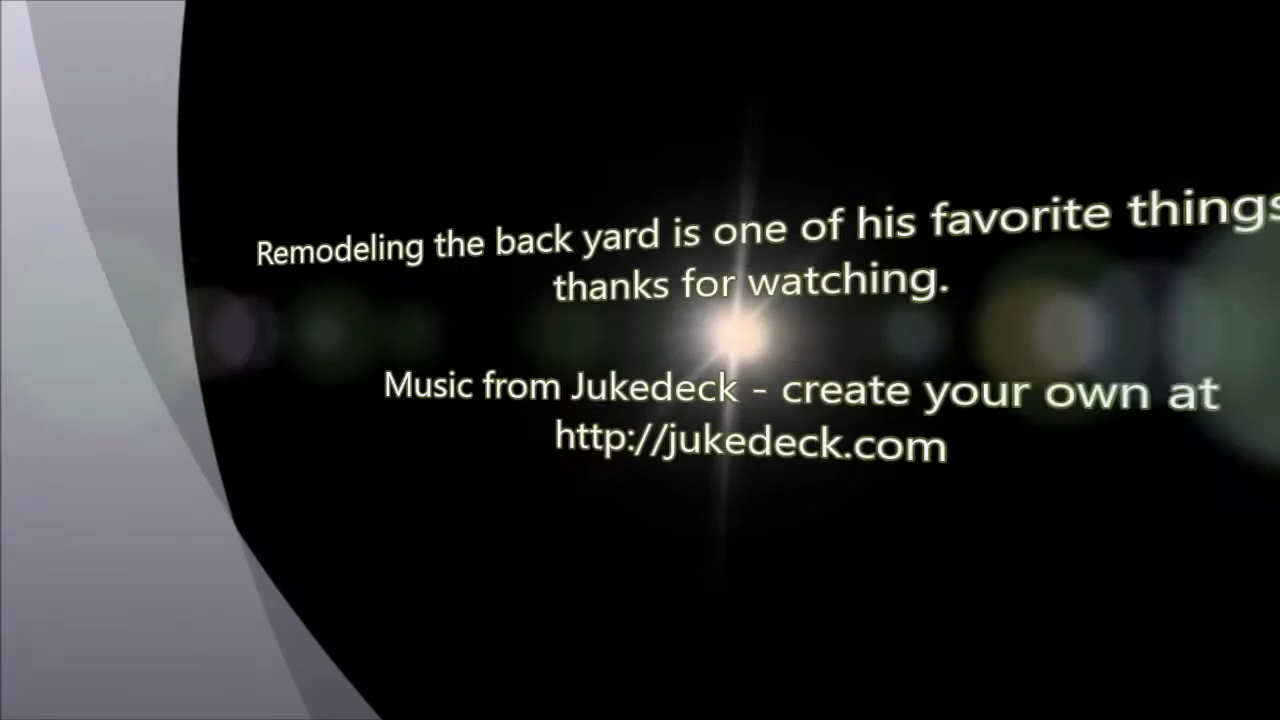 Remodeling the back yard is one of his favorite things
thanks for watching.
Music from Jukedeck - create your own at
http://jukedeck.com